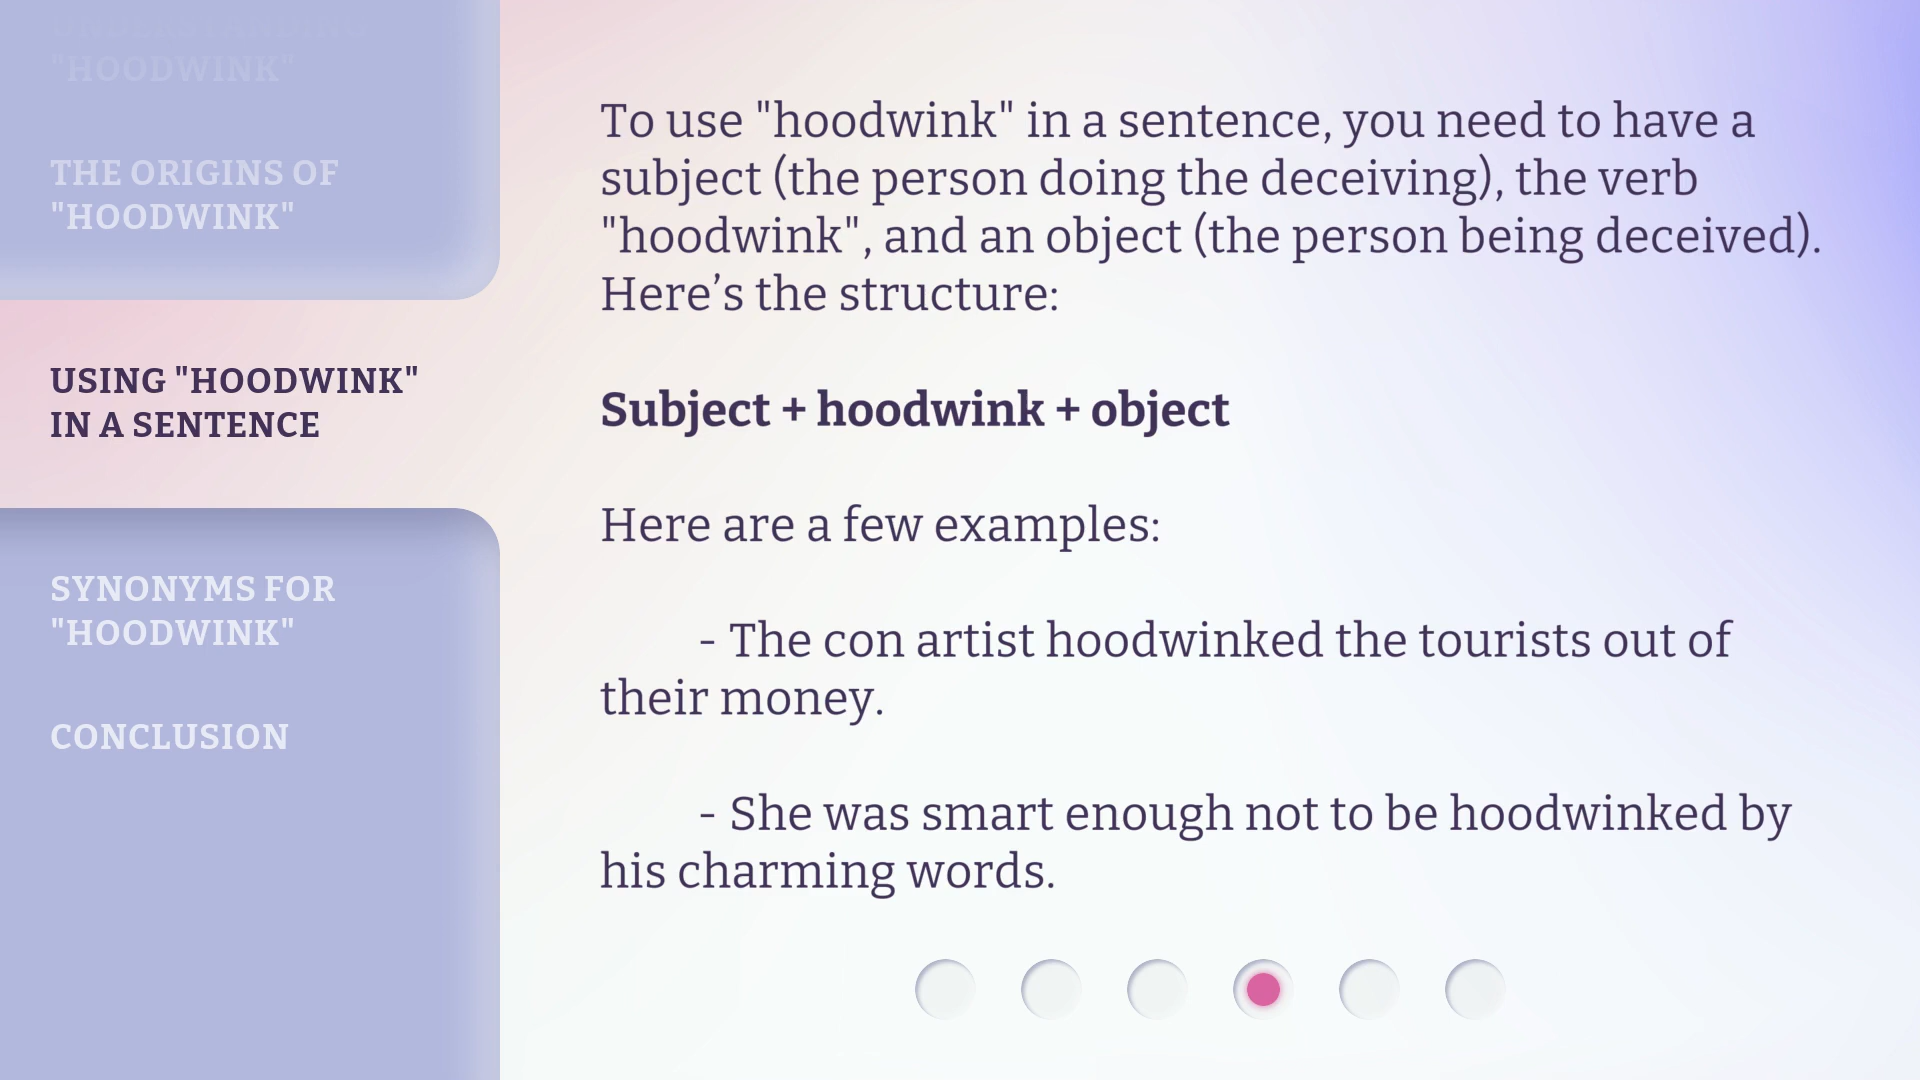 UNDERSTANDING
"HOODWINK"
THE ORIGINS OF
"HOODWINK"
USING "HOODWINK"
IN A SENTENCE
SYNONYMS FOR
"HOODWINK"
CONCLUSION
To use "hoodwink" in a sentence, you need to have a
subject (the person doing the deceiving), the verb
"hoodwink", and an object (the person being deceived).
Here’s the structure:
Subject + hoodwink + object
Here are a few examples:
- The con artist hoodwinked the tourists out of
their money.
- She was smart enough not to be hoodwinked by
his charming words.